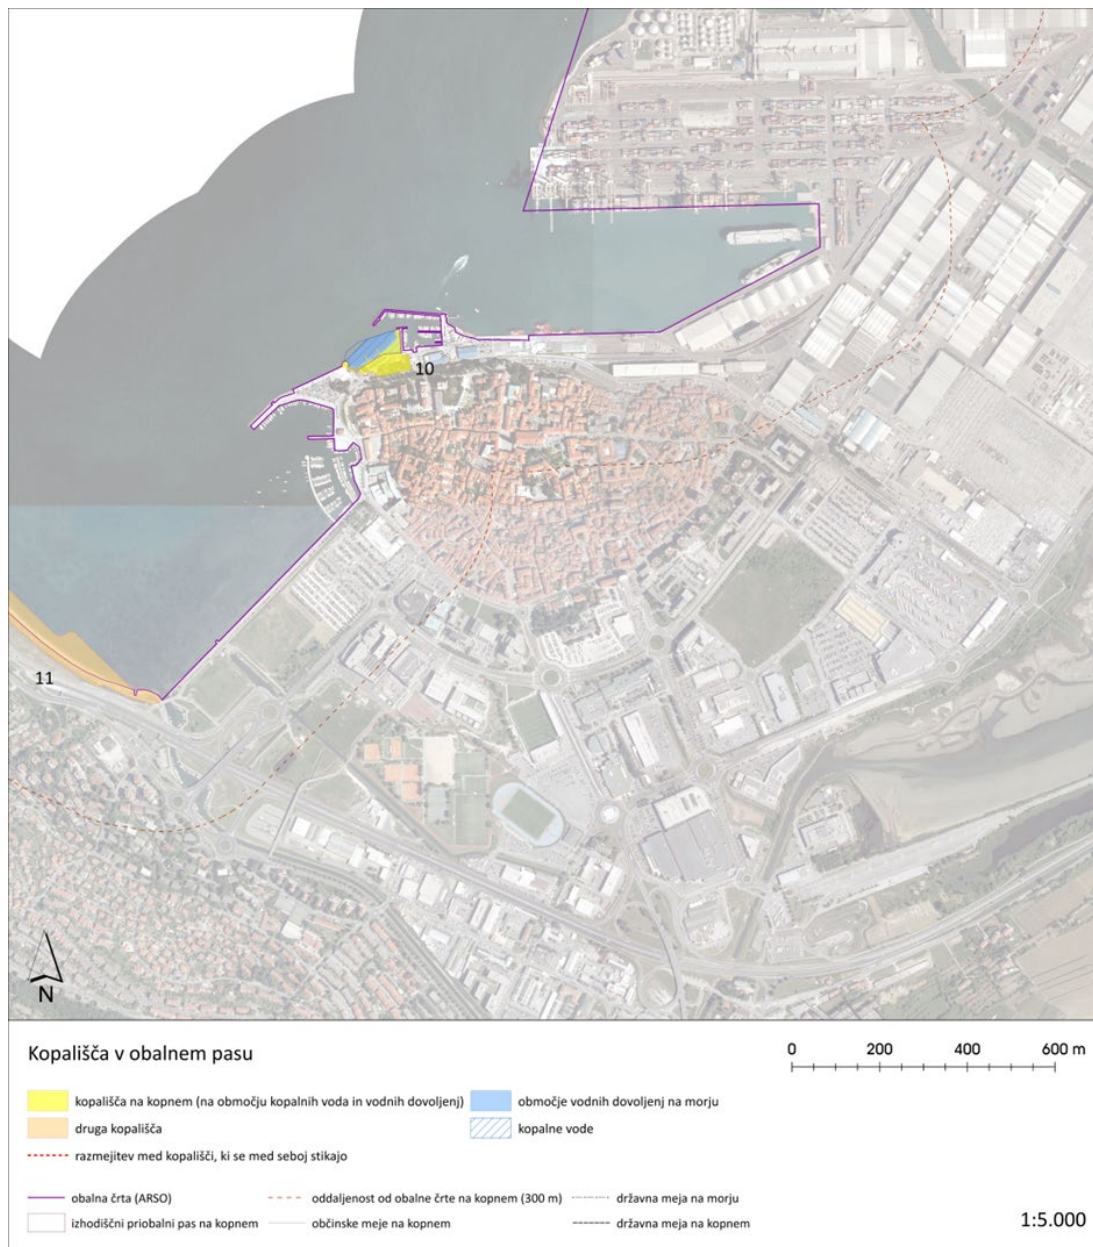 10
11
N
Kopališča v obalnem pasu
0 200 400 600 m
kopališča na kopnem (na območju kopalnih voda in vodnih dovoljenj)
območje vodnih dovoljenj na morju
druga kopališča
kopalne vode
razmejitev med kopališči, ki se med seboj stikajo
obalna črta (ARSO)
oddaljenost od obalne črte na kopnem (300 m)
državna meja na morju
izhodiščni priobalni pas na kopnem
občinske meje na kopnem
državna meja na kopnem
1:5.000